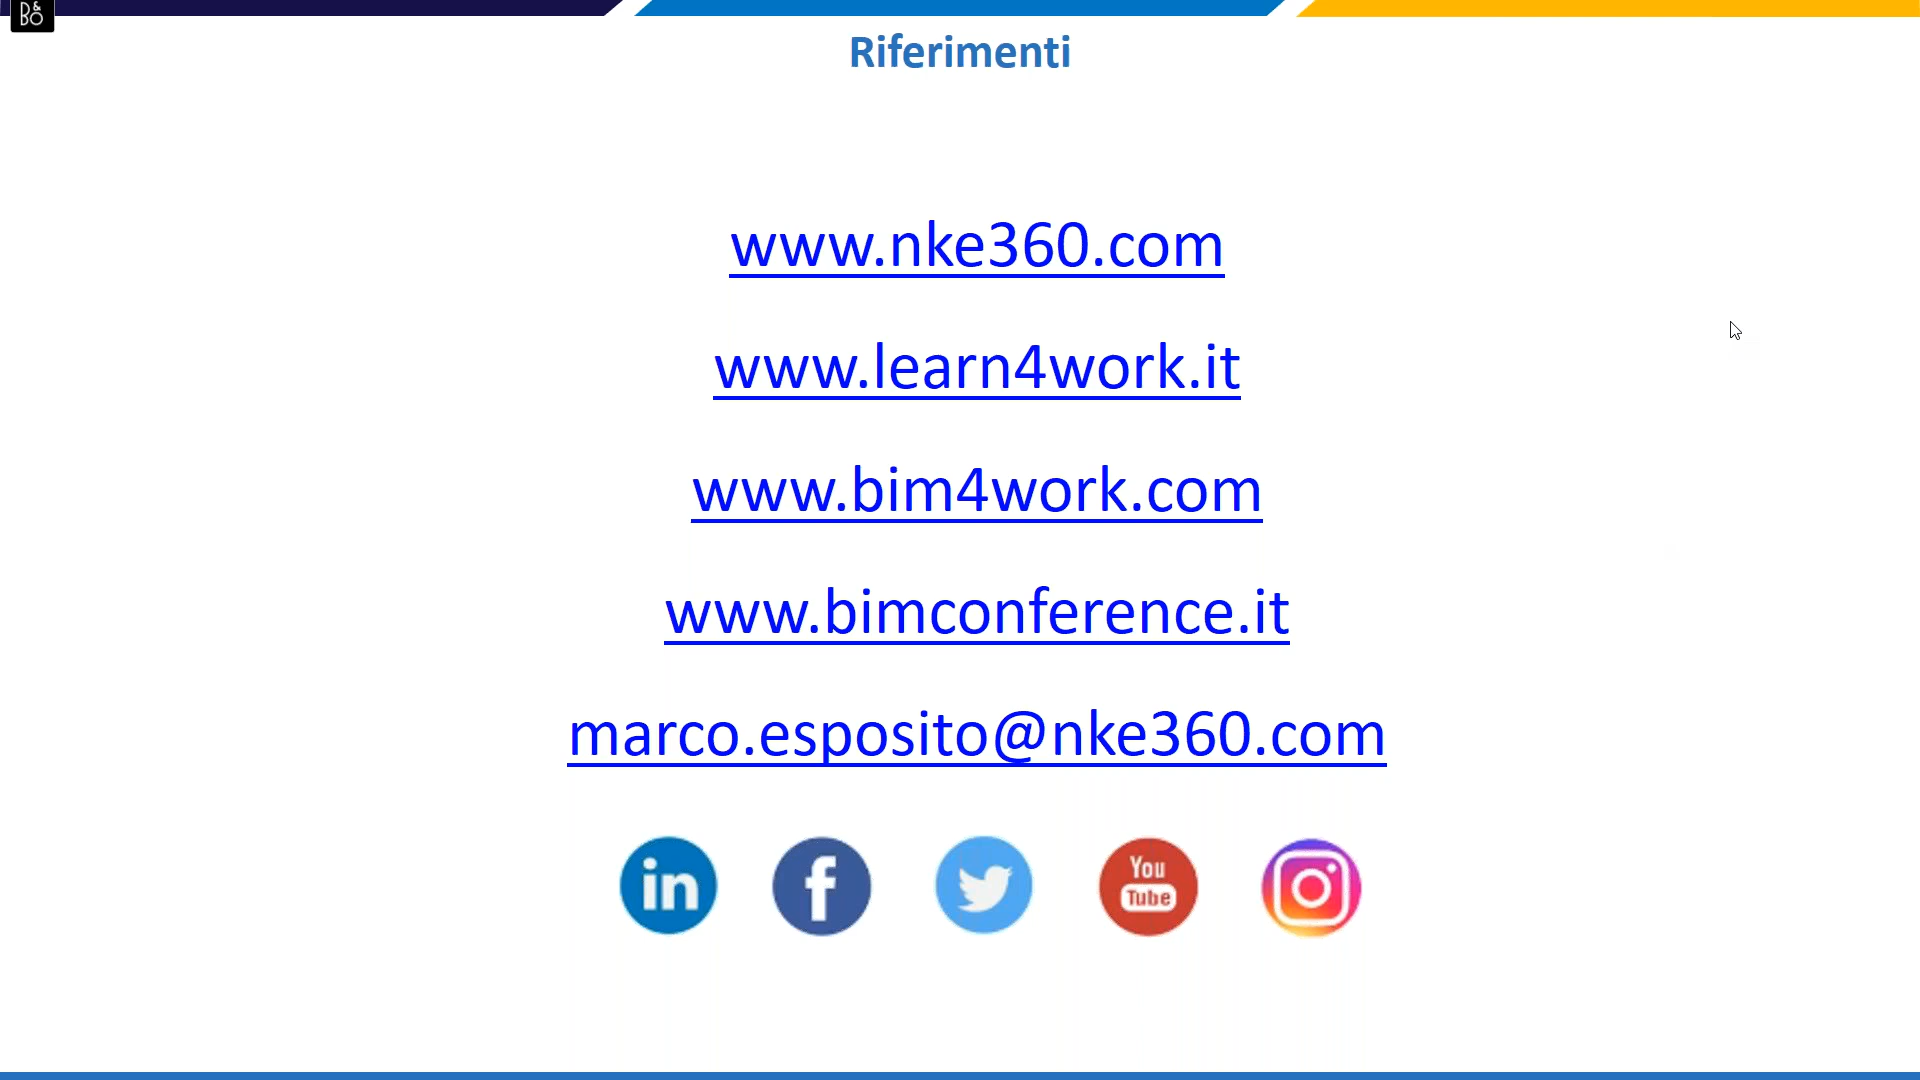 B&O
Riferimenti
www.nke360.com
www.learn4work.it
www.bim4work.com
www.bimconference.it
marco.esposito@nke360.com
in
f
You
Tube